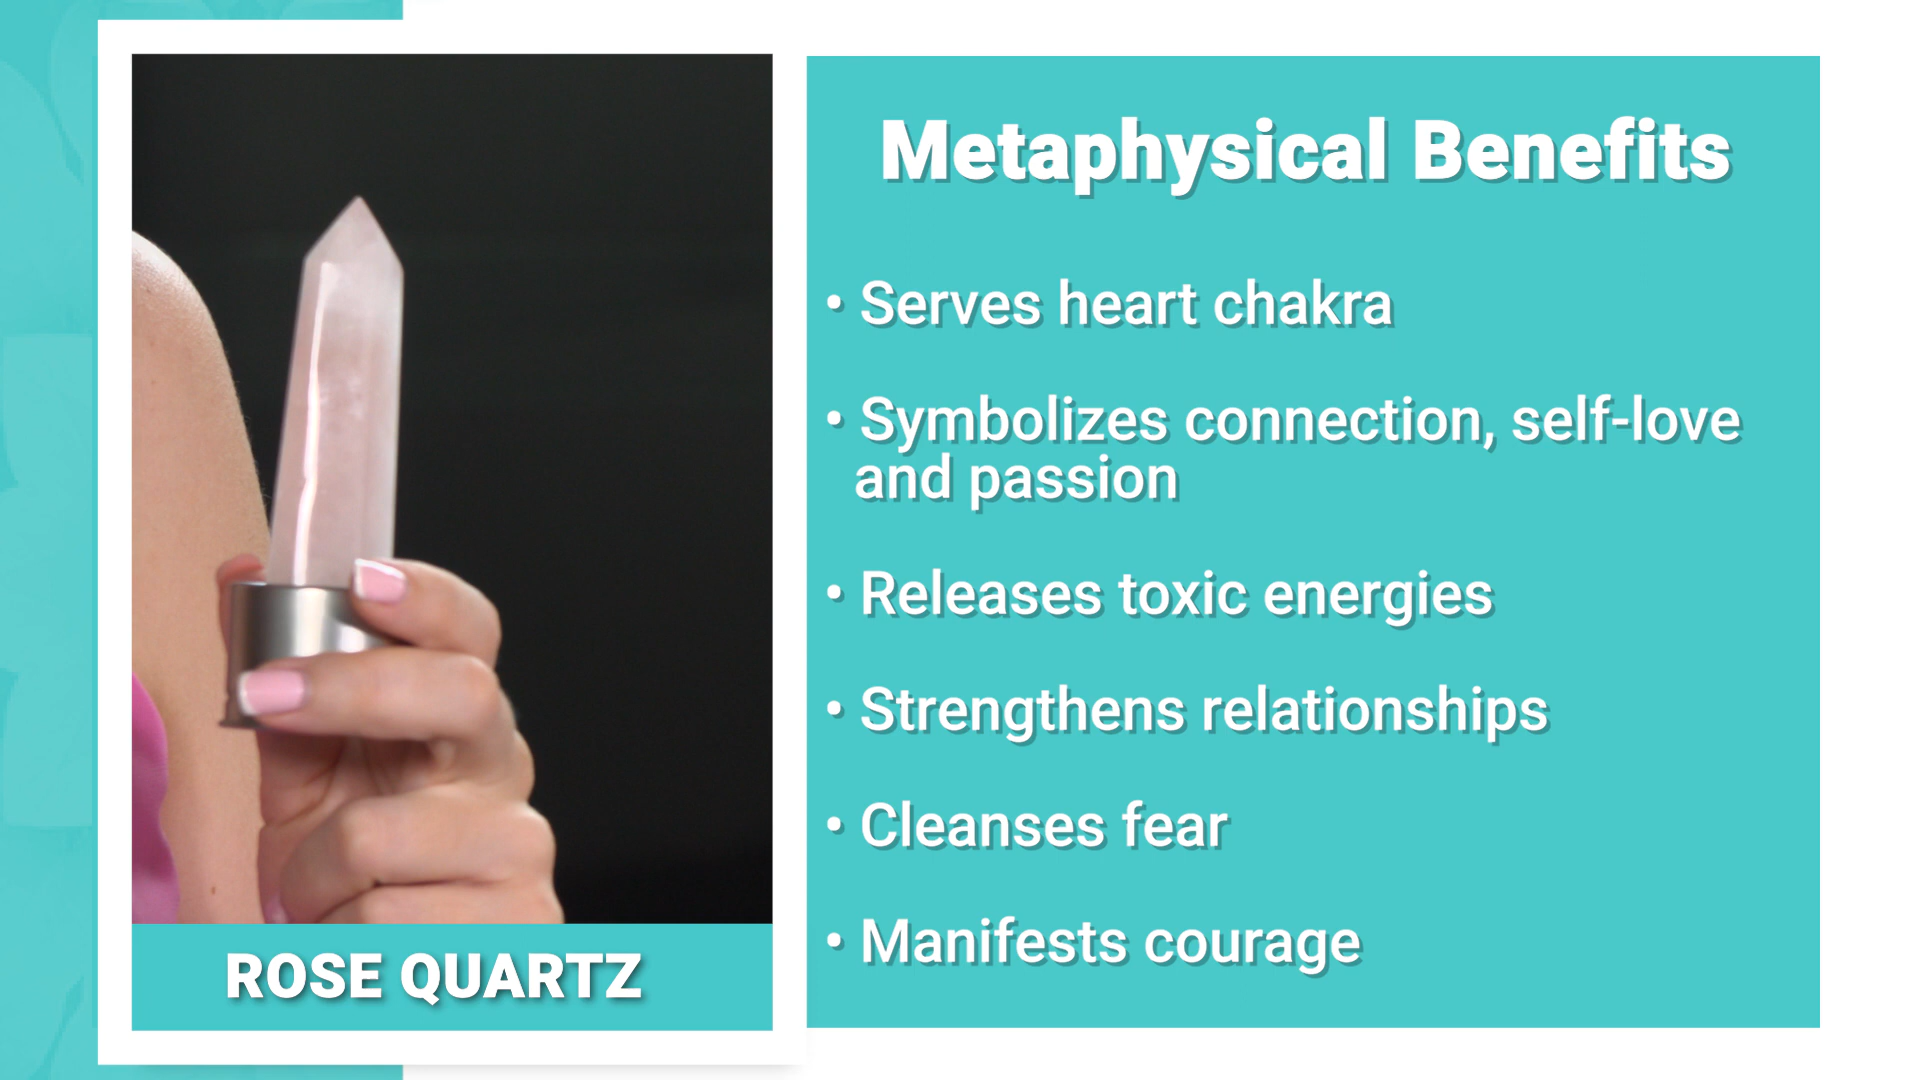 Metaphysical Benefits
• Serves heart chakra
• Symbolizes connection, self-love
and passion
• Releases toxic energies
• Strengthens relationships
• Cleanses fear
• Manifests courage
ROSE QUARTZ